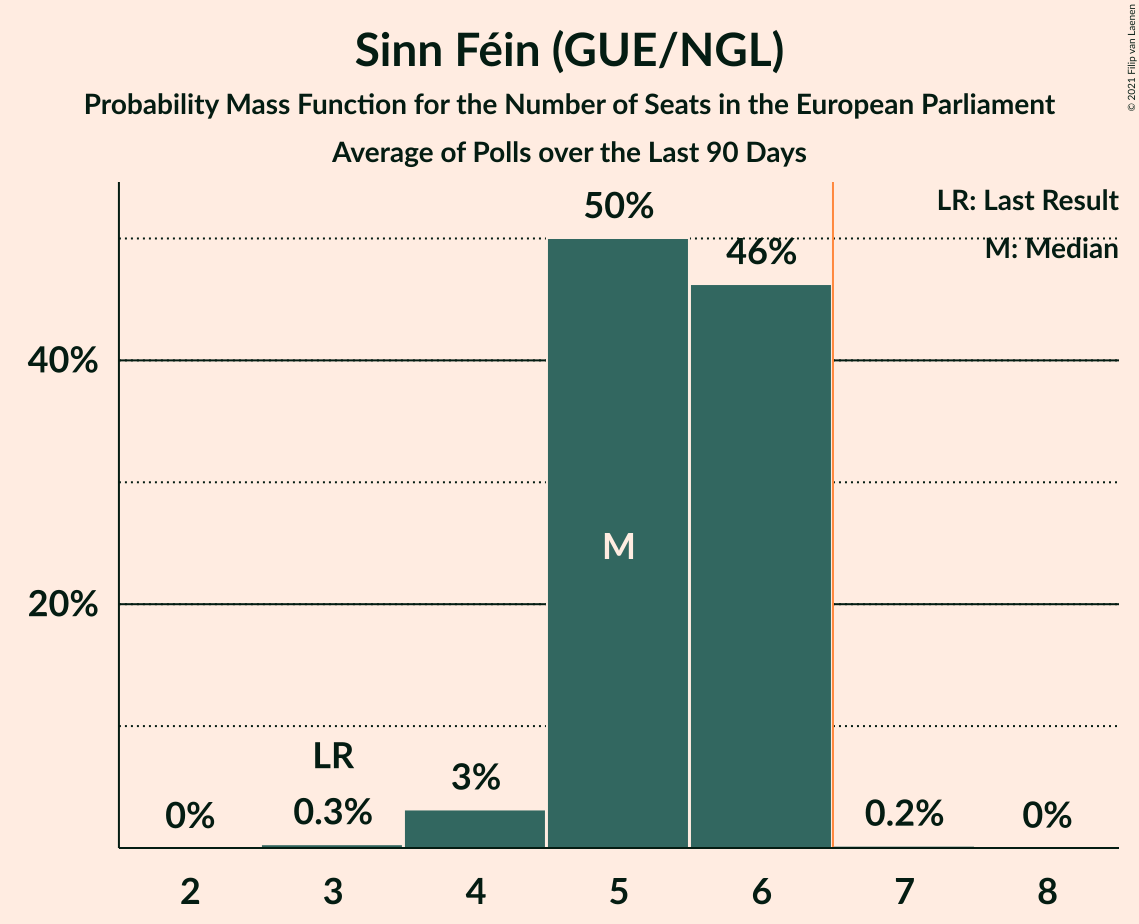 Sinn Féin (GUE/NGL)
Probability Mass Function for the Number of Seats in the European Parliament
Average of Polls over the Last 90 Days
© 2021 Filip van Laenen
LR: Last Result
M: Median
50%
46%
40%
M
20%
LR
3%
0%
0.3%
0.2%
0%
2 3 4 5 6 7 8